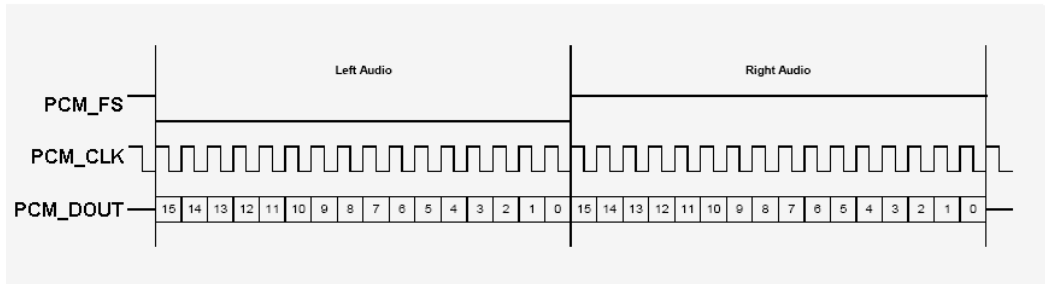 Left Audio Right Audio
PCM_FS
PCM_CLK
PCM_DOUT 15 14 13 12 11 10 9 8 7 6 5 4 3 2 1 0 15 14 13 12 11 10 9 8 7 6 5 4 3 2 1 0